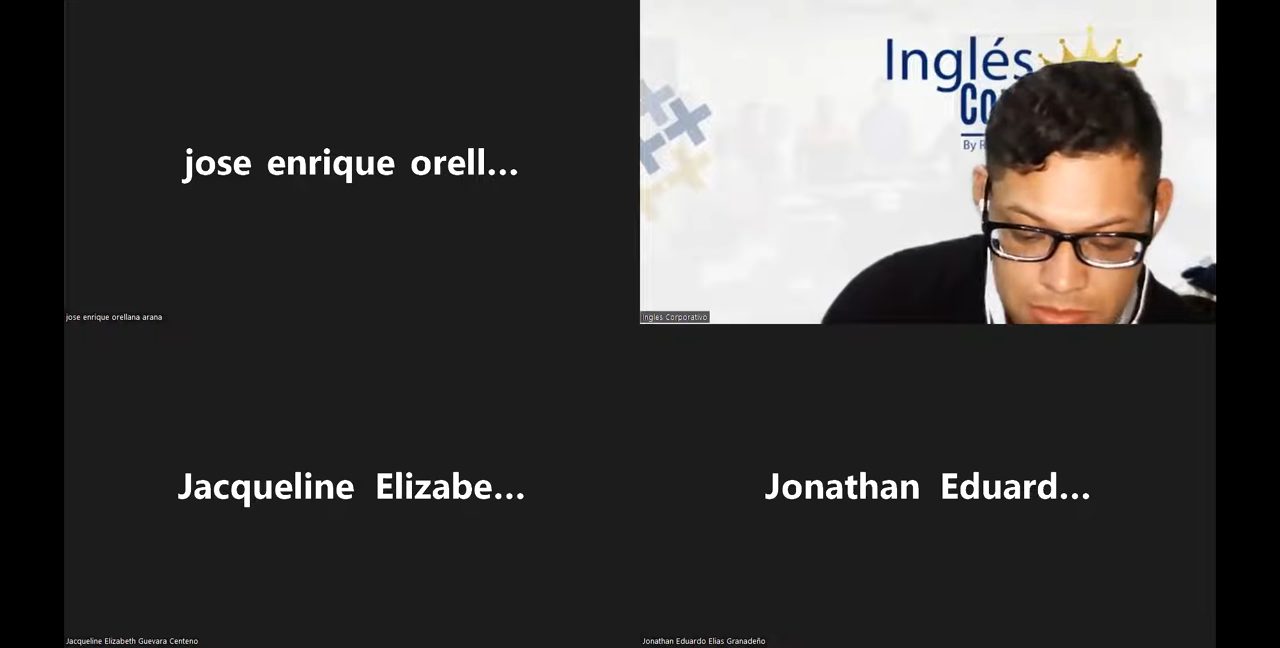 jose enrique orell...
jose enrique orellana arana
Inglés
Co
By R
Ingles Corporativo
Jacqueline Elizabe...
Jacqueline Elizabeth Guevara Centeno
Jonathan Eduard...
Jonathan Eduardo Elias Granadeño